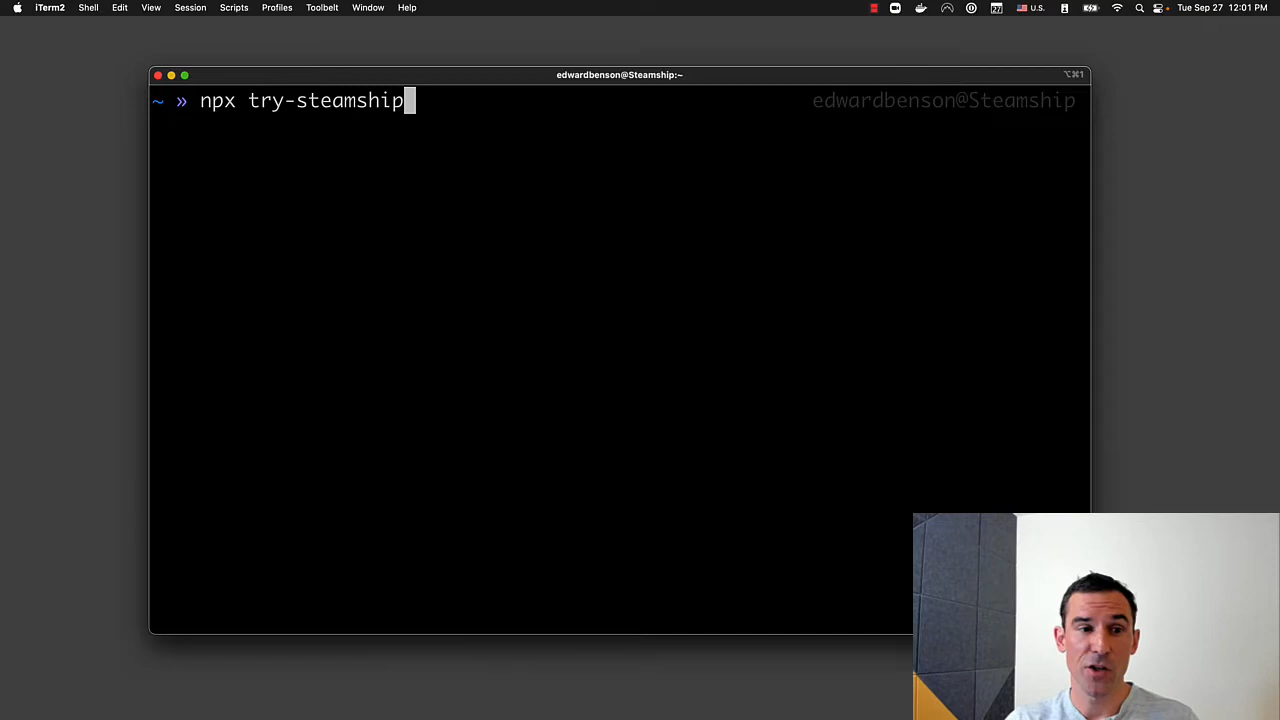 iTerm2 Shell Edit View Session Scripts Profiles Toolbelt Window Help 27 U.S. Tue Sep 27 12:01 PM
edwardbenson@Steamship:~ ⌥⌘1
~ » npx try-steamship edwardbenson@Steamship